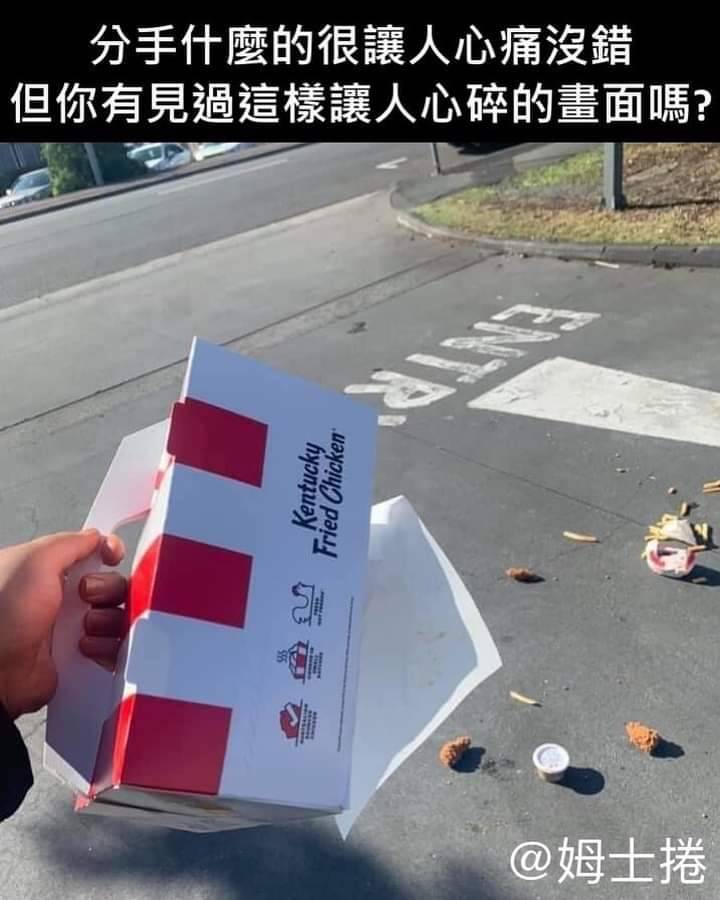 分手什麼的很讓人心痛沒錯
但你有見過這樣讓人心碎的畫面嗎?
ENTR
Kentucky
Fried Chicken
@姆士捲